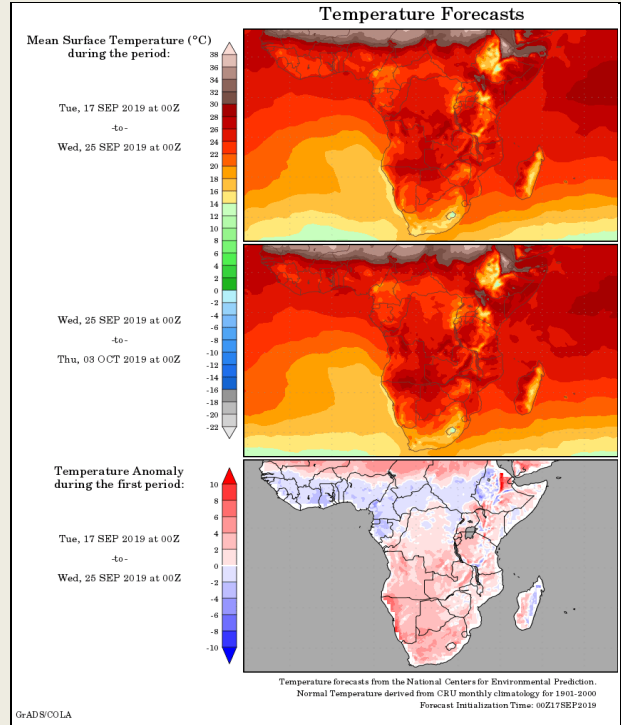 Temperature Forecasts
Mean Surface Temperature (°C)
during the period:
Tue, 17 SEP 2019 at 00Z
-to-
Wed, 25 SEP 2019 at 00Z
38
36
34
32
30
28
26
24
22
20
18
16
14
12
10
8
6
4
2
0
-2
-4
-6
-8
-10
-12
-14
-16
-18
-20
-22
Wed, 25 SEP 2019 at 00Z
-to-
Thu, 03 OCT 2019 at 00Z
Temperature Anomaly
during the first period:
Tue, 17 SEP 2019 at 00Z
-to-
Wed, 25 SEP 2019 at 00Z
10
8
6
4
2
0
-2
-4
-6
-8
-10
Temperature forecasts from the National Centers for Environmental Prediction.
Normal Temperature derived from CRU monthly climatology for 1901-2000
Forecast Initialization Time: 00Z17SEP2019
GrADS/COLA